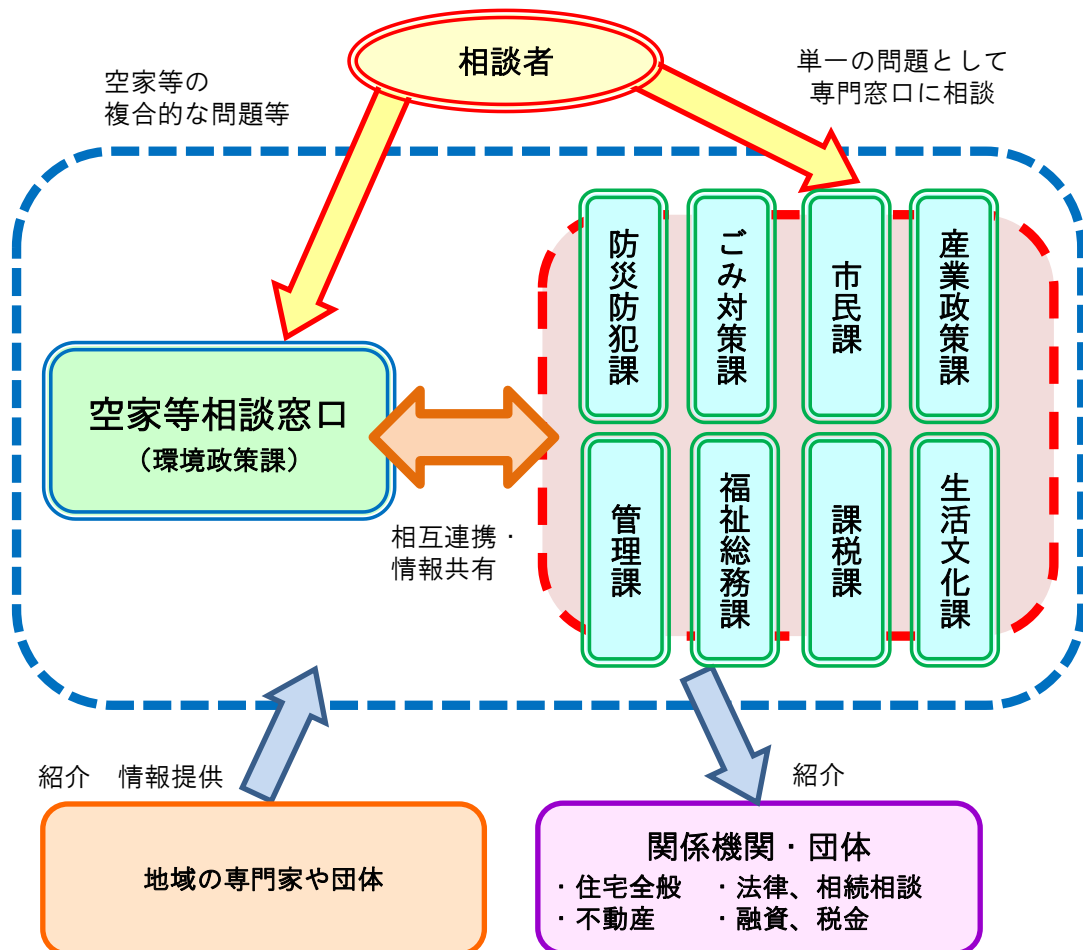 相談者
空家等の
複合的な問題等
単一の問題として
専門窓口に相談
防災防犯課
ごみ対策課
市民課
産業政策課
空家等相談窓口
（環境政策課）
相互連携・
情報共有
管理課
福祉総務課
課税課
生活文化課
紹介　情報提供
紹介
地域の専門家や団体
関係機関・団体
・住宅全般　・法律、相続相談
・不動産　・融資、税金